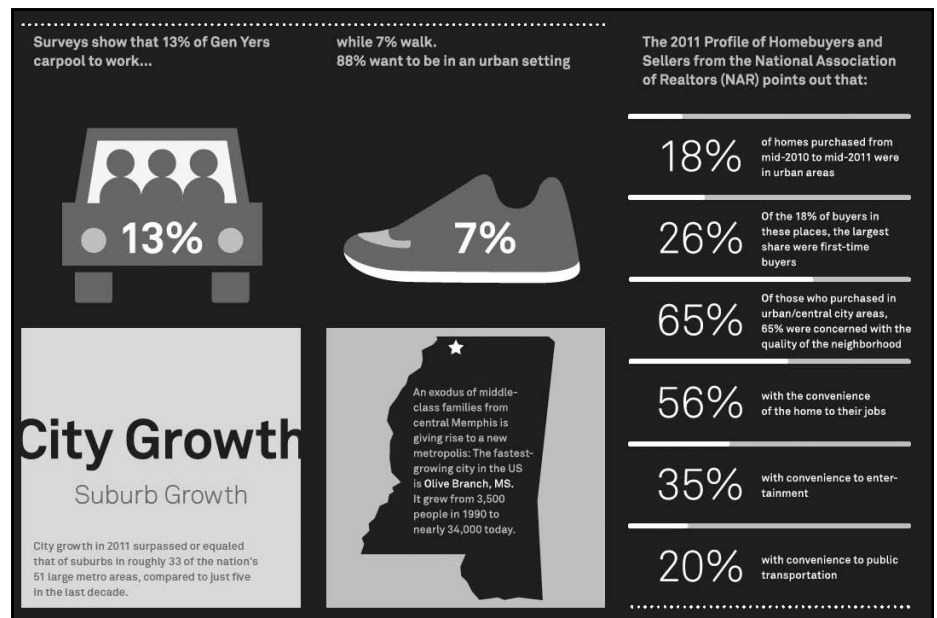 Surveys show that 13% of Gen Yers
carpool to work...
13%
while 7% walk.
88% want to be in an urban setting
7%
City Growth
Suburb Growth
City growth in 2011 surpassed or equaled
that of suburbs in roughly 33 of the nation's
51 large metro areas, compared to just five
in the last decade.
An exodus of middle-
class families from
central Memphis is
giving rise to a new
metropolis: The fastest-
growing city in the US
is Olive Branch, MS.
It grew from 3,500
people in 1990 to
nearly 34,000 today.
The 2011 Profile of Homebuyers and
Sellers from the National Association
of Realtors (NAR) points out that:
18%
of homes purchased from
mid-2010 to mid-2011 were
in urban areas
26%
Of the 18% of buyers in
these places, the largest
share were first-time
buyers
65%
Of those who purchased in
urban/central city areas,
65% were concerned with the
quality of the neighborhood
56%
with the convenience
of the home to their jobs
35%
with convenience to enter-
tainment
20%
with convenience to public
transportation